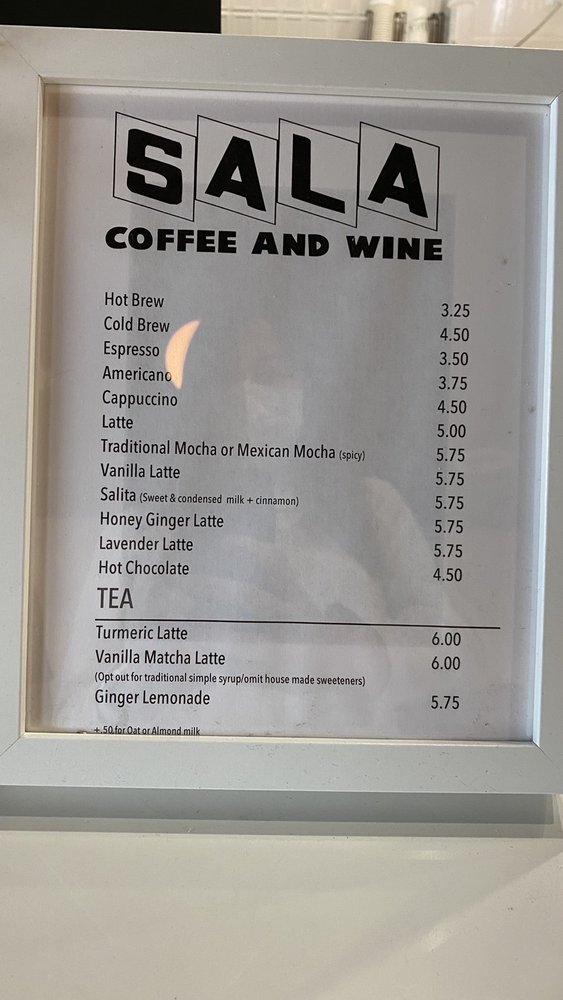 SALA
COFFEE AND WINE
Hot Brew 3.25
Cold Brew 4.50
Espresso 3.50
Americano 3.75
Cappuccino 4.50
Latte 5.00
Traditional Mocha or Mexican Mocha (spicy) 5.75
Vanilla Latte 5.75
Salita (Sweet & condensed milk + cinnamon) 5.75
Honey Ginger Latte 5.75
Lavender Latte 5.75
Hot Chocolate 4.50
TEA
Turmeric Latte 6.00
Vanilla Matcha Latte 6.00
(Opt out for traditional simple syrup/omit house made sweeteners)
Ginger Lemonade 5.75
+.50 for Oat or Almond milk